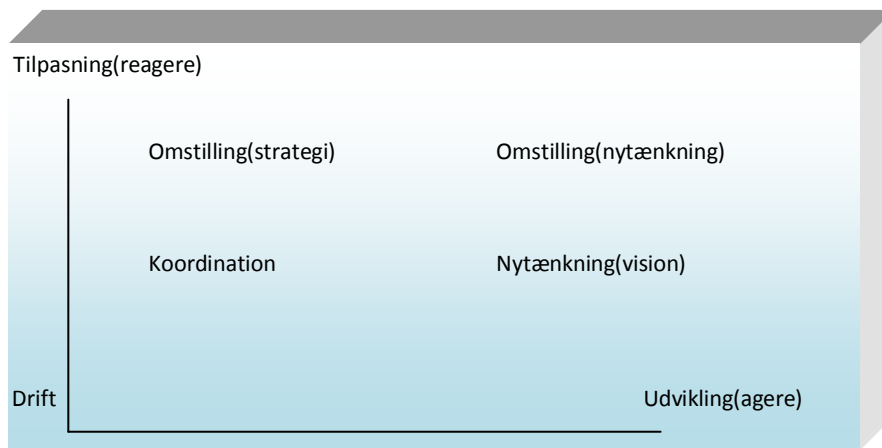 Tilpasning(reagere)
Omstilling(strategi) Omstilling(nytænkning)
Koordination Nytænkning(vision)
Drift Udvikling(agere)